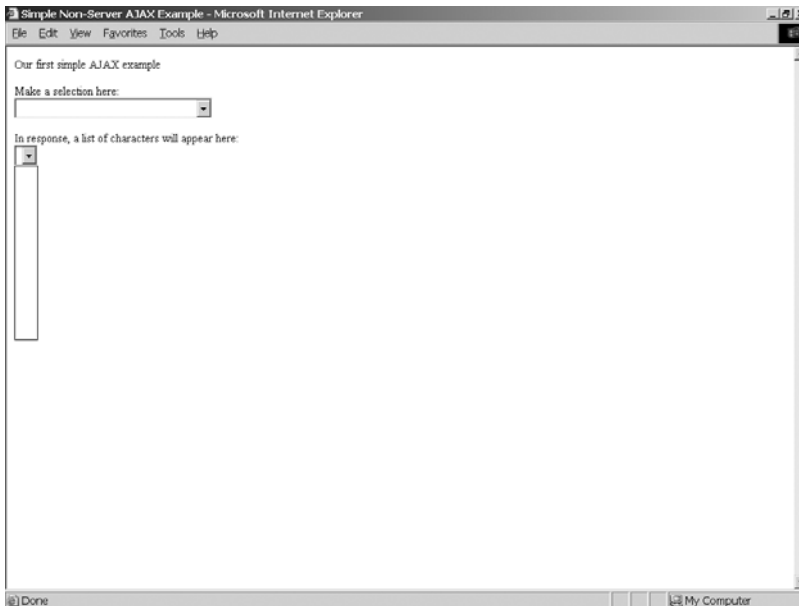 Simple Non-Server AJAX Example - Microsoft Internet Explorer
File Edit View Favorites Tools Help
Our first simple AJAX example
Make a selection here:
In response, a list of characters will appear here:
Done
My Computer